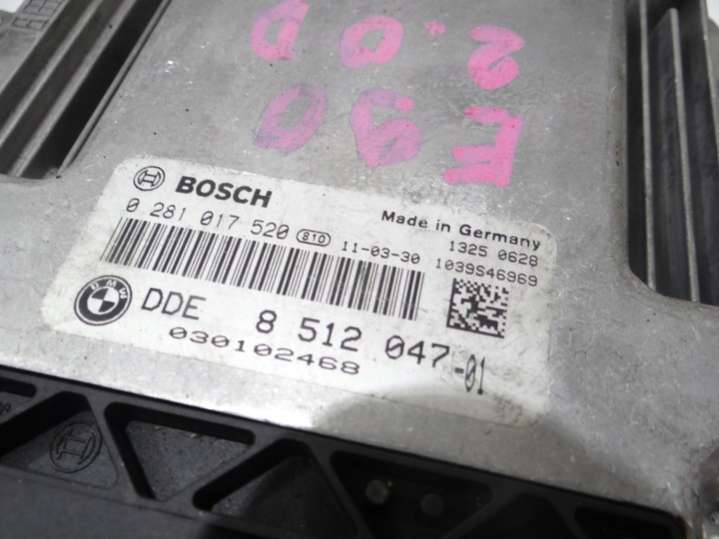 E90
2.0D
BOSCH
0 281 017 520 810 11-03-30
Made in Germany
1325 0628
1039S46969
BMW
DDE 8 512 047-01
030102468